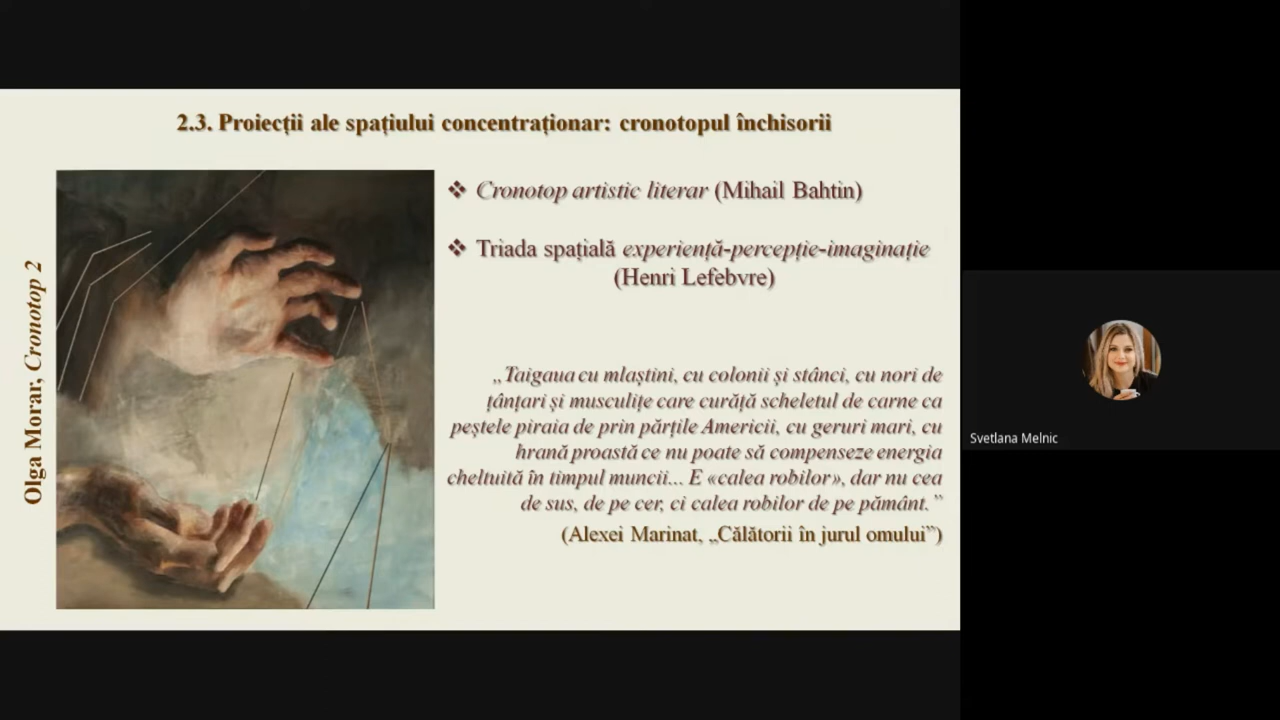 2.3. Proiecții ale spațiului concentraționar: cronotopul închisorii
Olga Morar, Cronotop 2
❖ Cronotop artistic literar (Mihail Bahtin)
❖ Triada spațială experiență-percepție-imaginație
(Henri Lefebvre)
„Taigaua cu mlaștini, cu colonii și stânci, cu nori de
țânțari și musculițe care curăță scheletul de carne ca
peștele piraia de prin părțile Americii, cu geruri mari, cu
hrană proastă ce nu poate să compenseze energia
cheltuită în timpul muncii... E «calea robilor», dar nu cea
de sus, de pe cer, ci calea robilor de pe pământ.”
(Alexei Marinat, „Călătorii în jurul omului”)
Svetlana Melnic